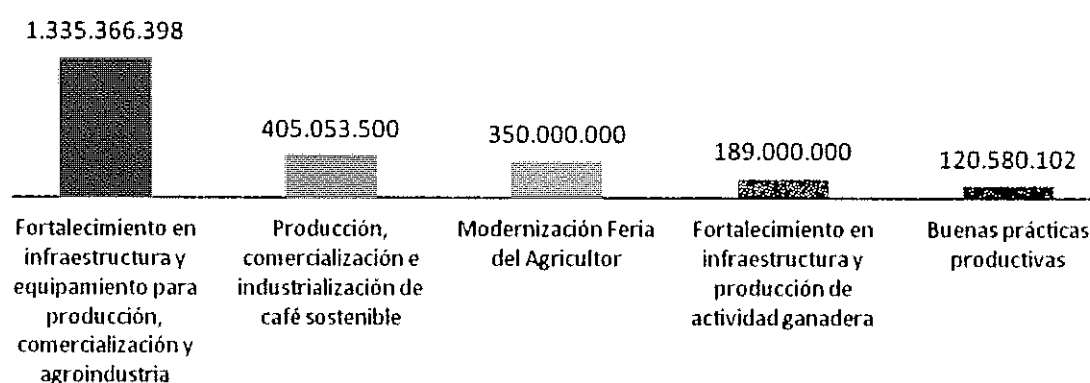 1.335.366.398
405.053.500
350.000.000
189.000.000
120.580.102
Fortalecimiento en
infraestructura y
equipamiento para
producción,
comercialización y
agroindustria
Producción,
comercialización e
industrialización de
café sostenible
Modernización Feria
del Agricultor
Fortalecimiento en
infraestructura y
producción de
actividad ganadera
Buenas prácticas
productivas